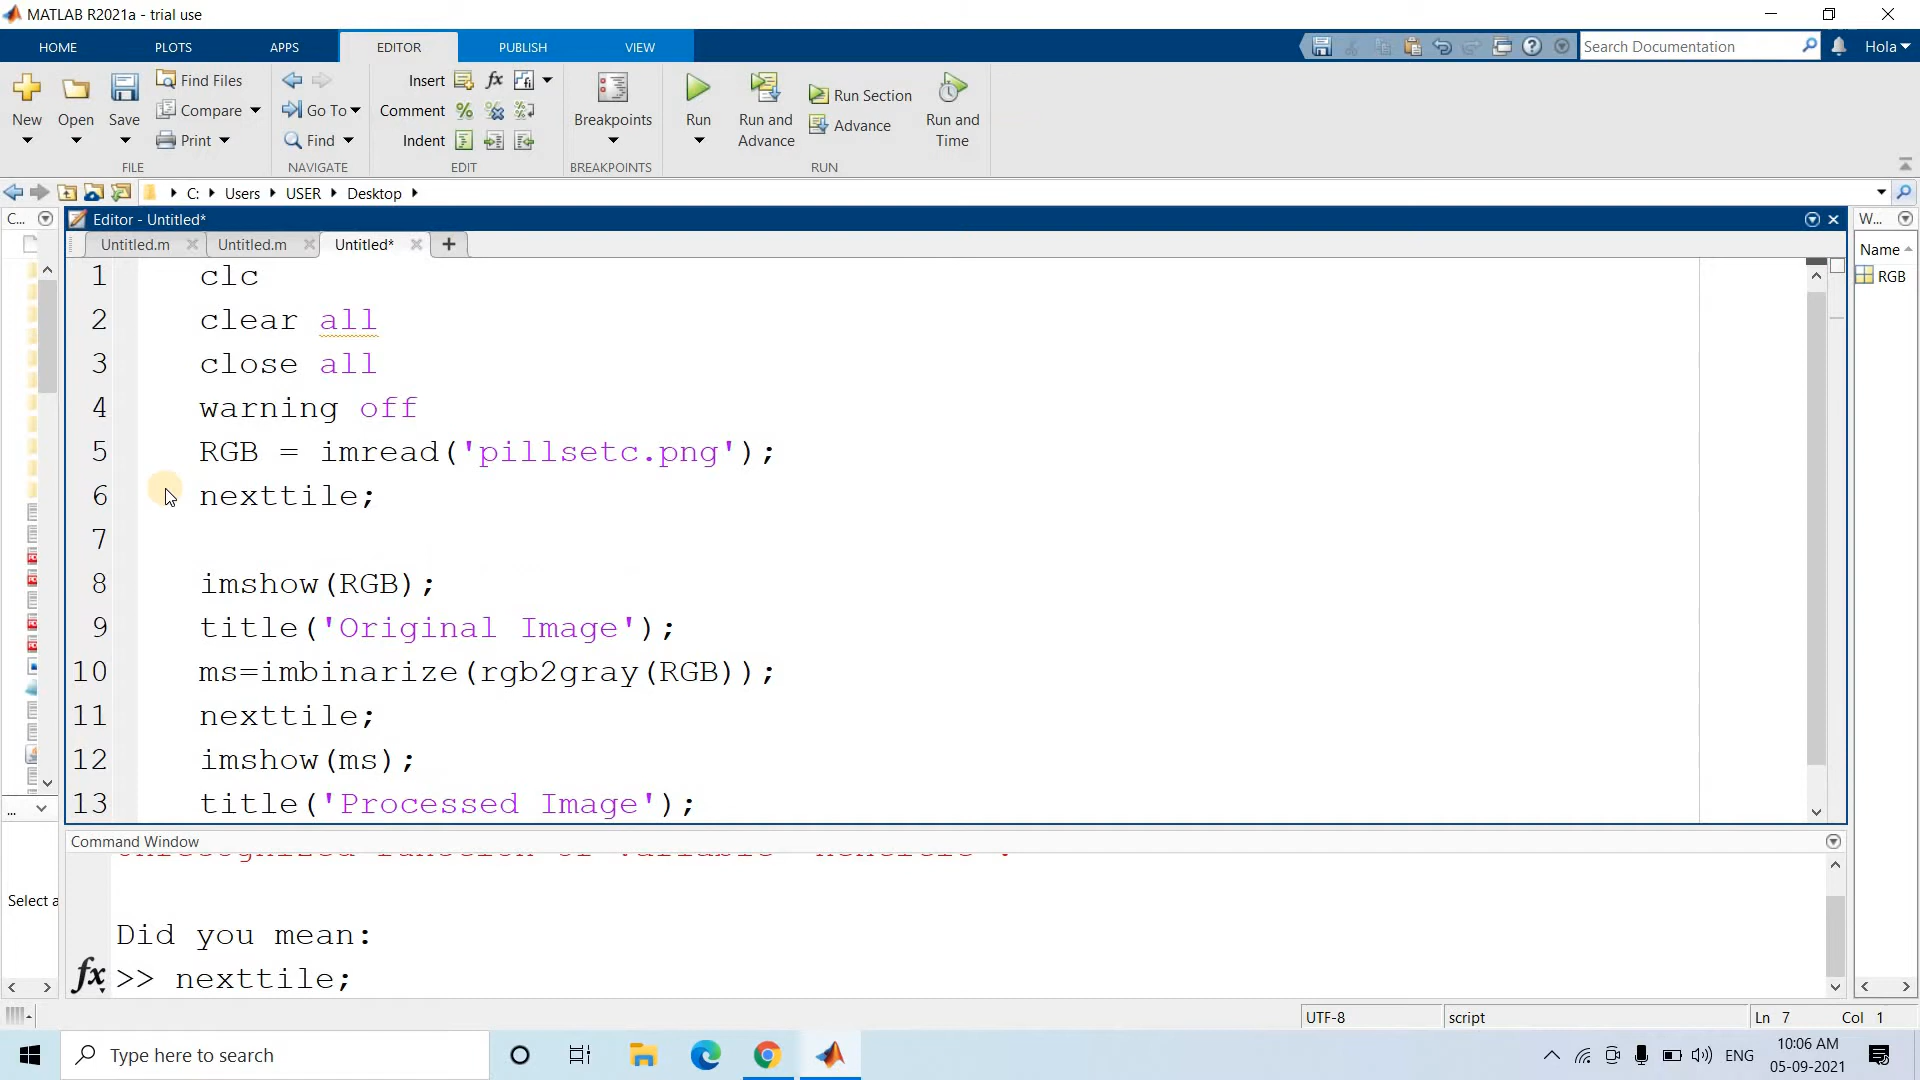 MATLAB R2021a - trial use
HOME PLOTS APPS EDITOR PUBLISH VIEW
Search Documentation
Hola
New
Open
Save
Find Files
Compare
Print
FILE
Go To
Find
NAVIGATE
Insert
Comment
Indent
fx
EDIT
Breakpoints
BREAKPOINTS
Run
Run and
Advance
Run Section
Advance
Run and
Time
RUN
C: Users USER Desktop
C...
Editor - Untitled*
W...
Untitled.m Untitled.m Untitled* +
Name
RGB
1 clc
2 clear all
3 close all
4 warning off
5 RGB = imread('pillsetc.png');
6 nexttile;
7
8 imshow(RGB);
9 title('Original Image');
10 ms=imbinarize(rgb2gray(RGB));
11 nexttile;
12 imshow(ms);
13 title('Processed Image');
...
Select a
Command Window
Did you mean:
fx >> nexttile;
UTF-8
script
Ln 7 Col 1
Type here to search
ENG
10:06 AM
05-09-2021